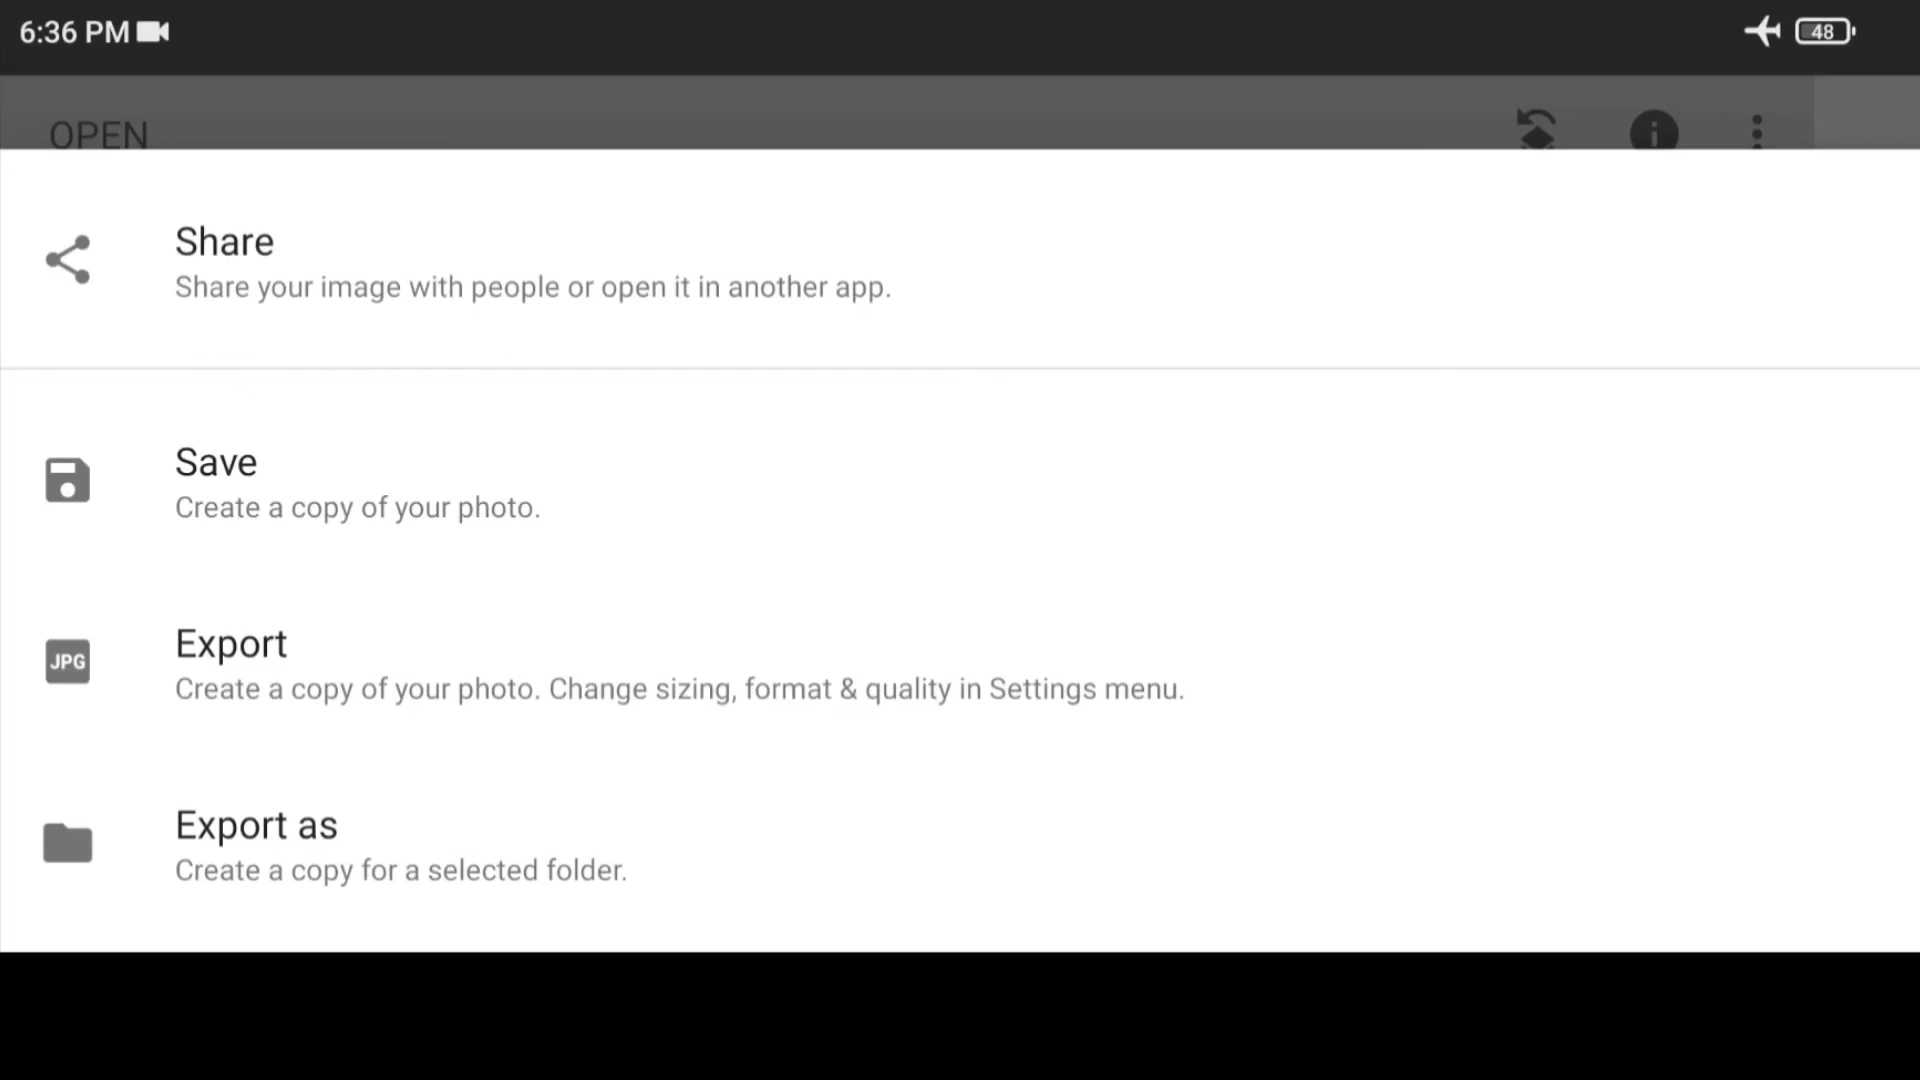 6:36 PM
48
OPEN
Share
Share your image with people or open it in another app.
Save
Create a copy of your photo.
JPG
Export
Create a copy of your photo. Change sizing, format & quality in Settings menu.
Export as
Create a copy for a selected folder.